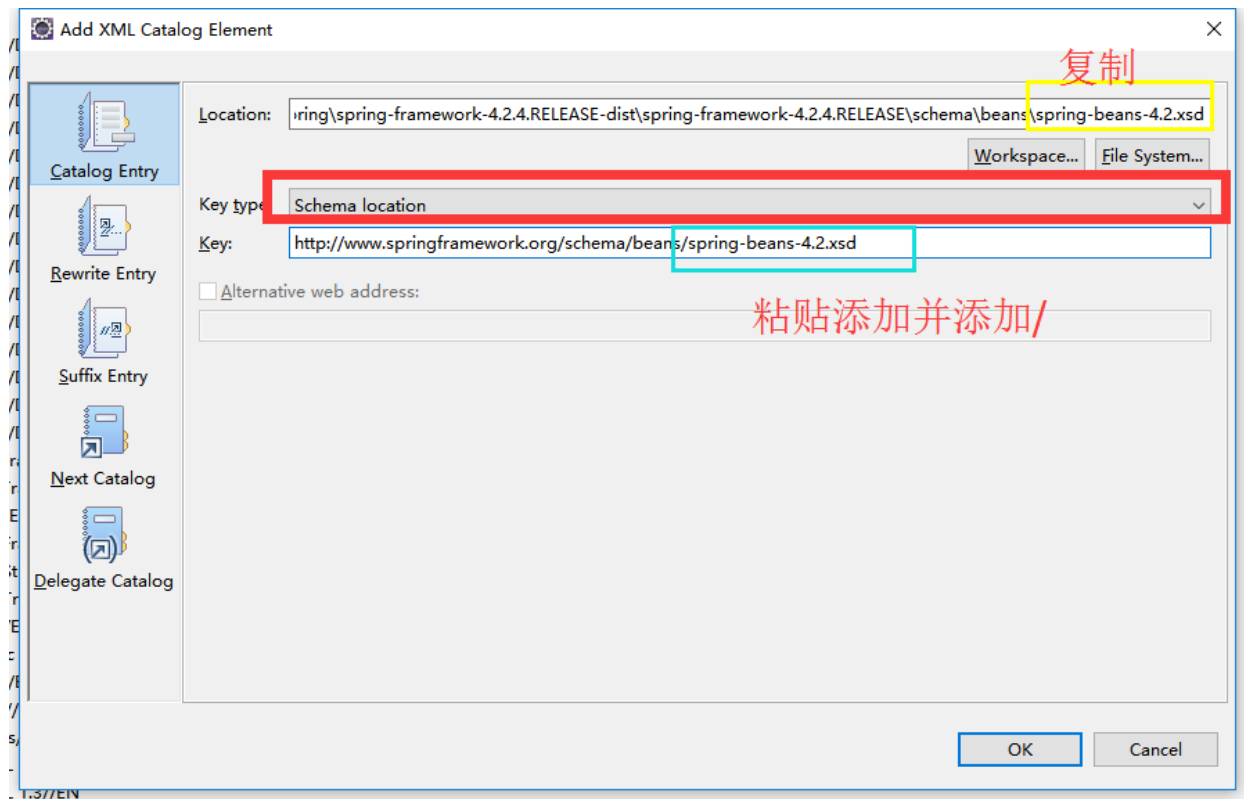 Add XML Catalog Element
复制
Location: ring\spring-framework-4.2.4.RELEASE-dist\spring-framework-4.2.4.RELEASE\schema\beans\spring-beans-4.2.xsd
Workspace... File System...
Catalog Entry
Key type Schema location
Key: http://www.springframework.org/schema/beans/spring-beans-4.2.xsd
Rewrite Entry
Alternative web address:
粘贴添加并添加/
Suffix Entry
Next Catalog
Delegate Catalog
OK Cancel
1.3//EN